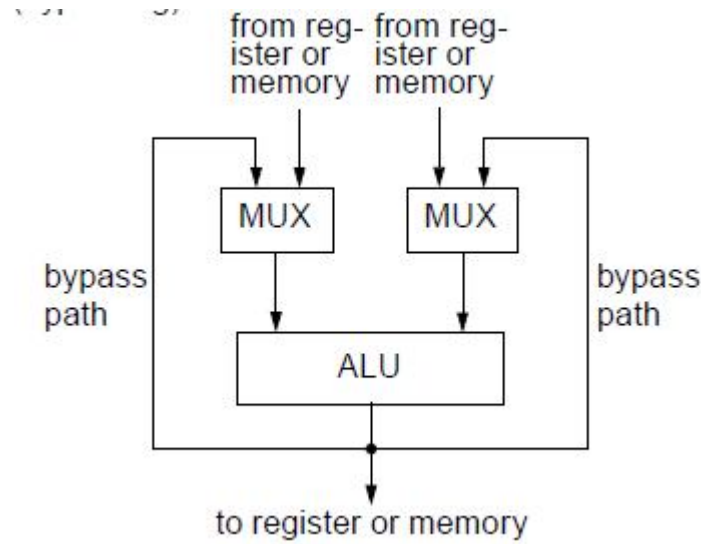 from reg-
ister or
memory
from reg-
ister or
memory
MUX
MUX
bypass
path
bypass
path
ALU
to register or memory